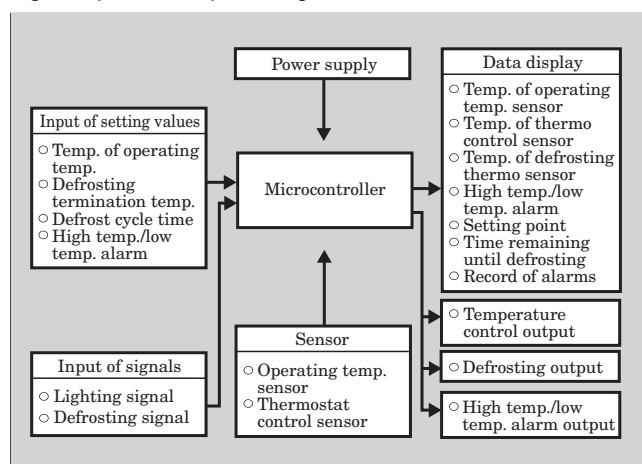 Power supply
Data display
○ Temp. of operating
temp. sensor
○ Temp. of thermo
control sensor
○ Temp. of defrosting
thermo sensor
○ High temp./low
temp. alarm
○ Setting point
○ Time remaining
until defrosting
○ Record of alarms
Input of setting values
○ Temp. of operating
temp.
○ Defrosting
termination temp.
○ Defrost cycle time
○ High temp./low
temp. alarm
Microcontroller
Input of signals
○ Lighting signal
○ Defrosting signal
Sensor
○ Operating temp.
sensor
○ Thermostat
control sensor
○ Temperature
control output
○ Defrosting output
○ High temp./low
temp. alarm output